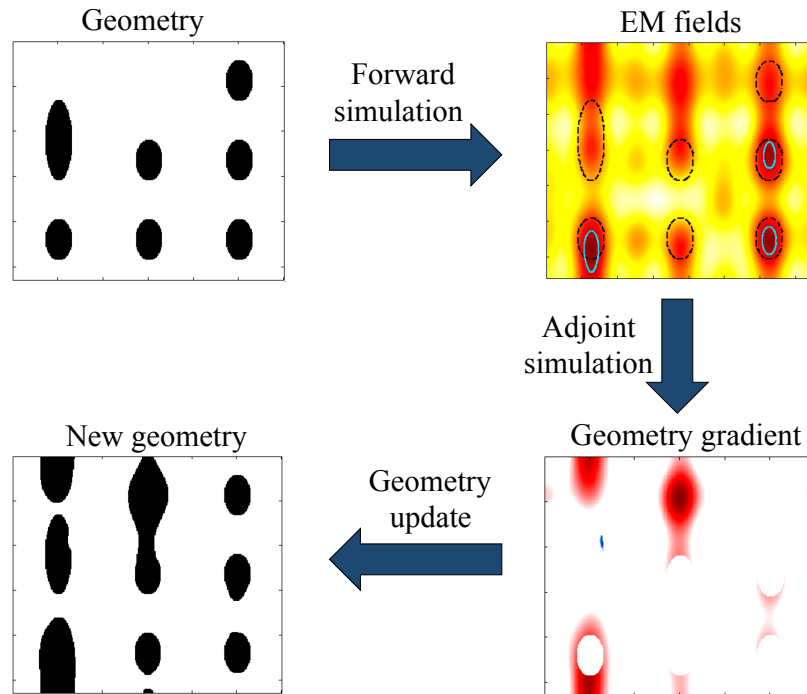 Geometry
EM fields
Forward
simulation
Adjoint
simulation
New geometry
Geometry gradient
Geometry
update